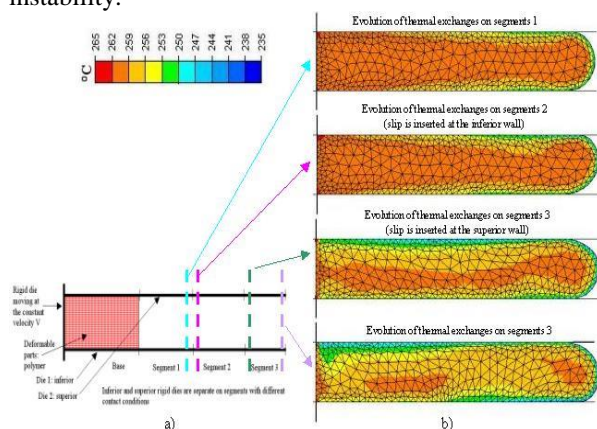 instability.
265
262
259
256
253
250
247
244
241
238
235
°C
Evolution of thermal exchanges on segments 1
Evolution of thermal exchanges on segments 2
(slip is inserted at the inferior wall)
Evolution of thermal exchanges on segments 3
(slip is inserted at the superior wall)
Evolution of thermal exchanges on segments 3
Rigid die
moving at
the constant
velocity V
Deformable
parts:
polymer
Die 1: inferior
Die 2: superior
Base
Segment 1
Segment 2
Segment 3
Inferior and superior rigid dies are separate on segments with different
contact conditions
a)
b)